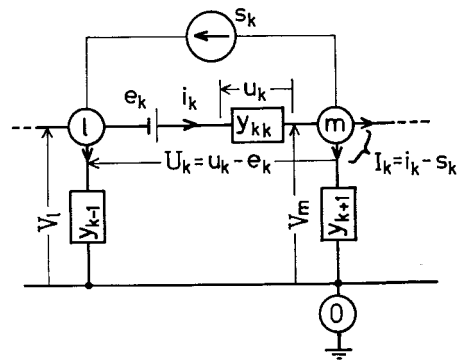 s_k
e_k i_k u_k
l y_kk m
U_k = u_k - e_k I_k = i_k - s_k
V_l y_k-1 V_m y_k+1
0